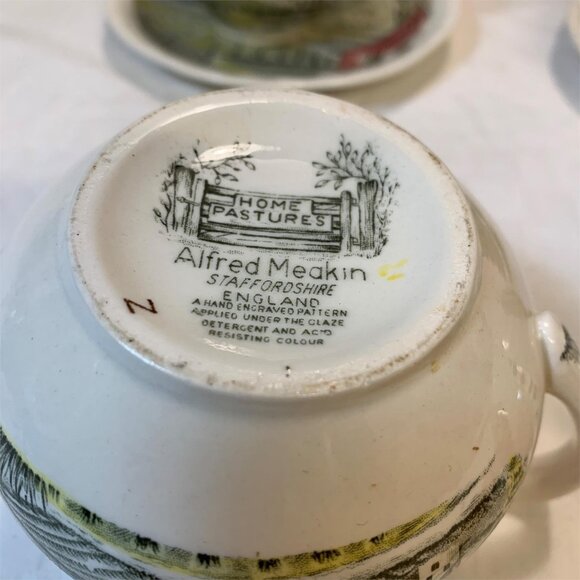 HOME
PASTURES
Alfred Meakin
STAFFORDSHIRE
ENGLAND
A HAND ENGRAVED PATTERN
APPLIED UNDER THE GLAZE
DETERGENT AND ACID
RESISTING COLOUR
N